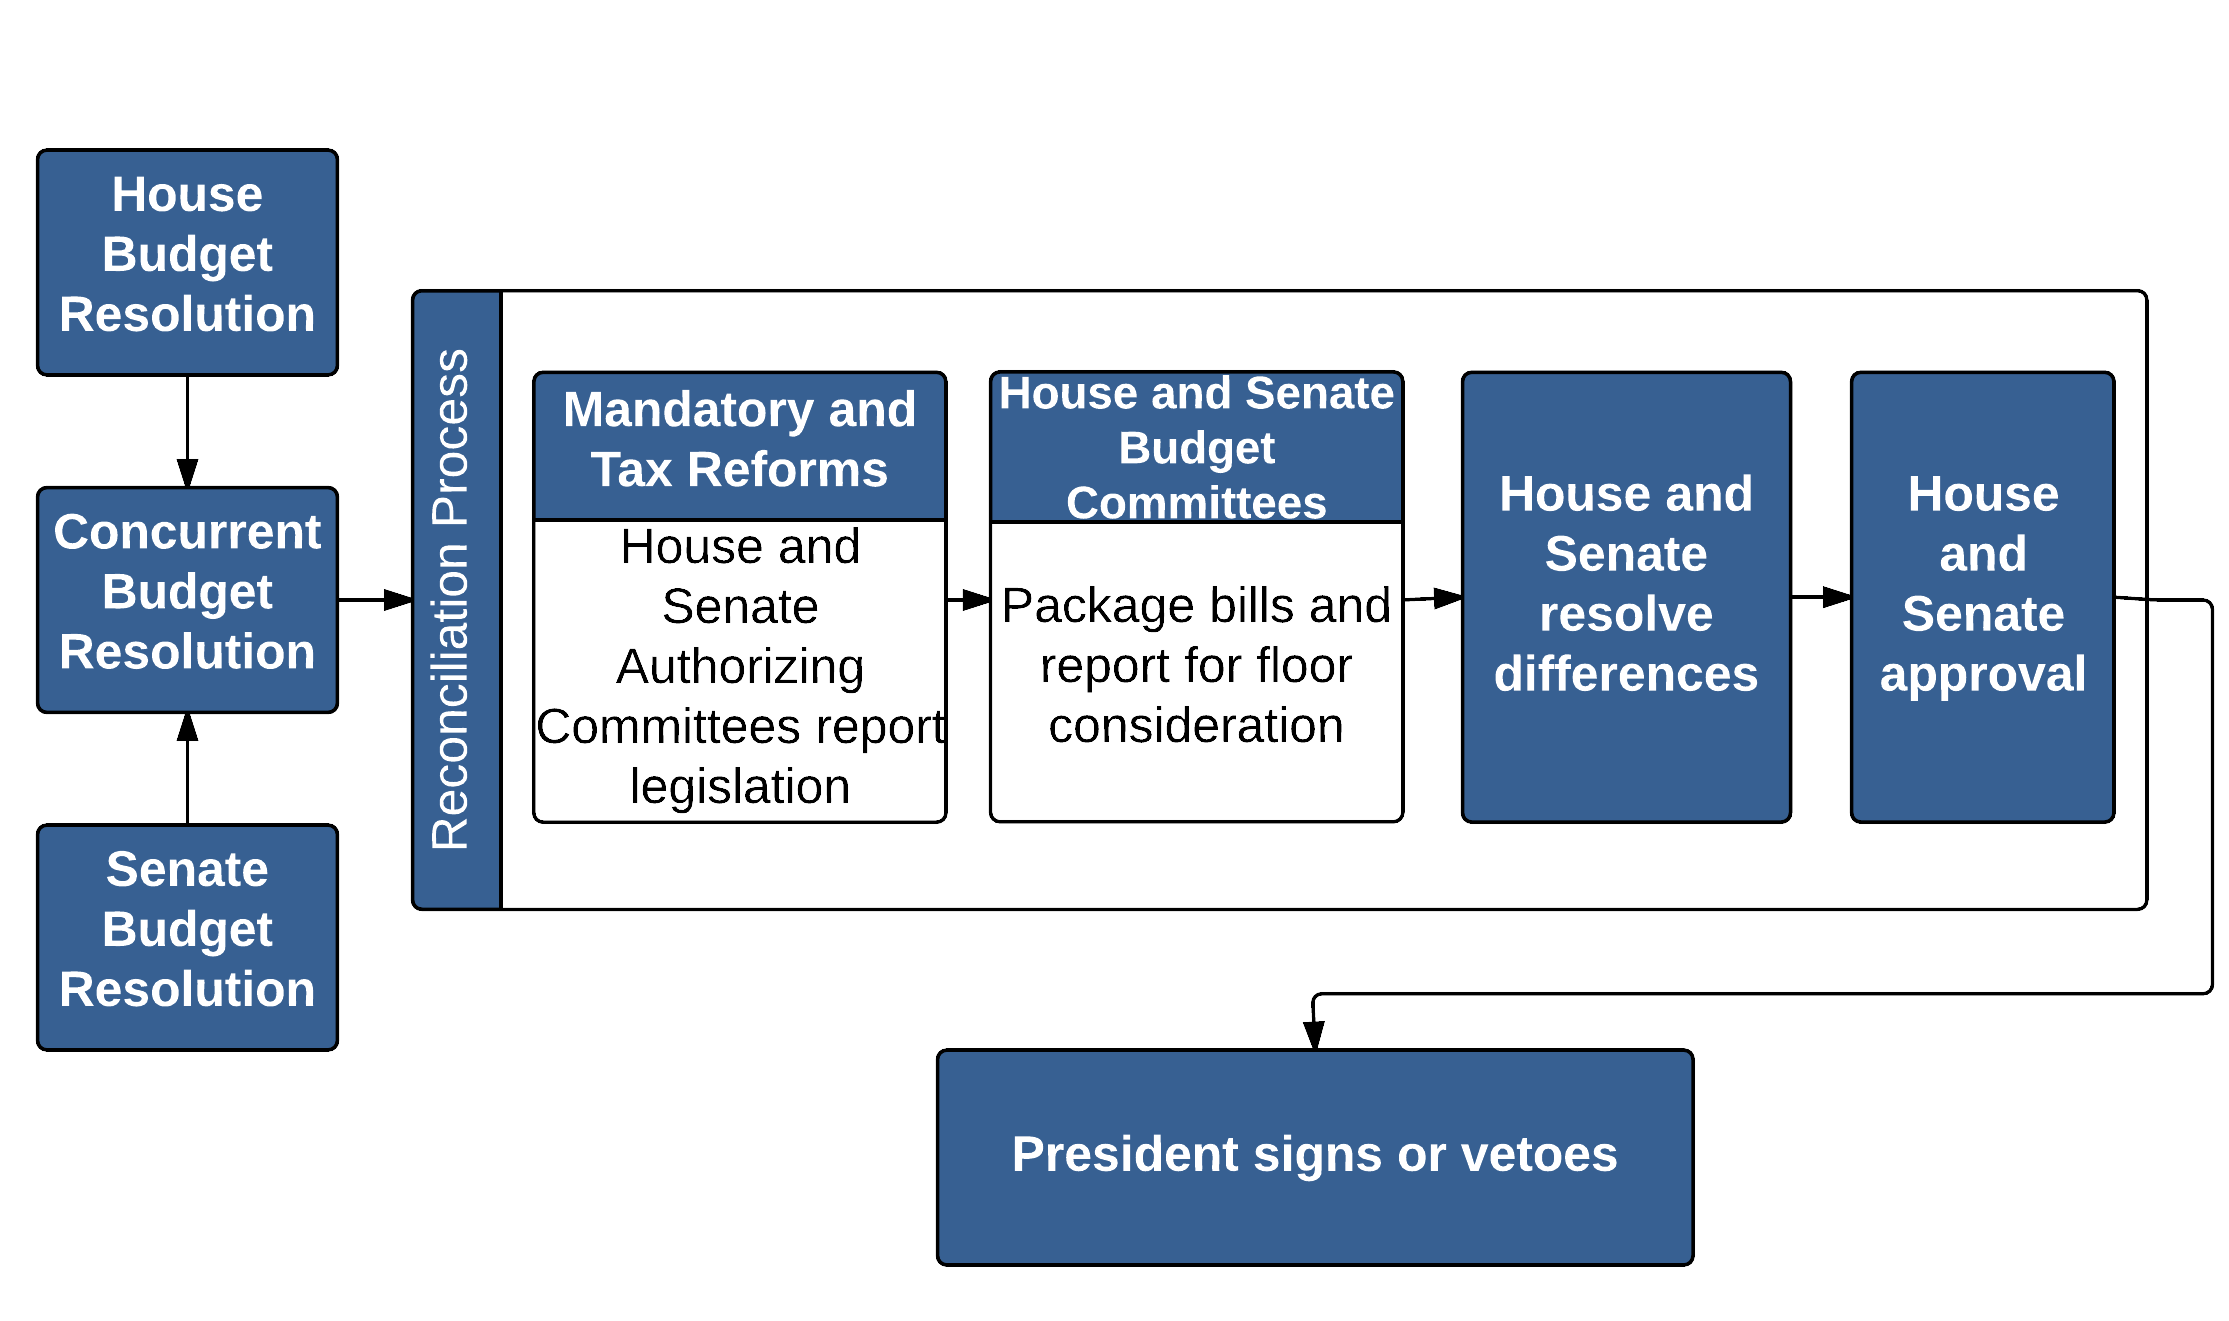 House
Budget
Resolution
Concurrent
Budget
Resolution
Senate
Budget
Resolution
Reconciliation Process
Mandatory and
Tax Reforms
House and
Senate
Authorizing
Committees report
legislation
House and Senate
Budget
Committees
Package bills and
report for floor
consideration
House and
Senate
resolve
differences
House
and
Senate
approval
President signs or vetoes